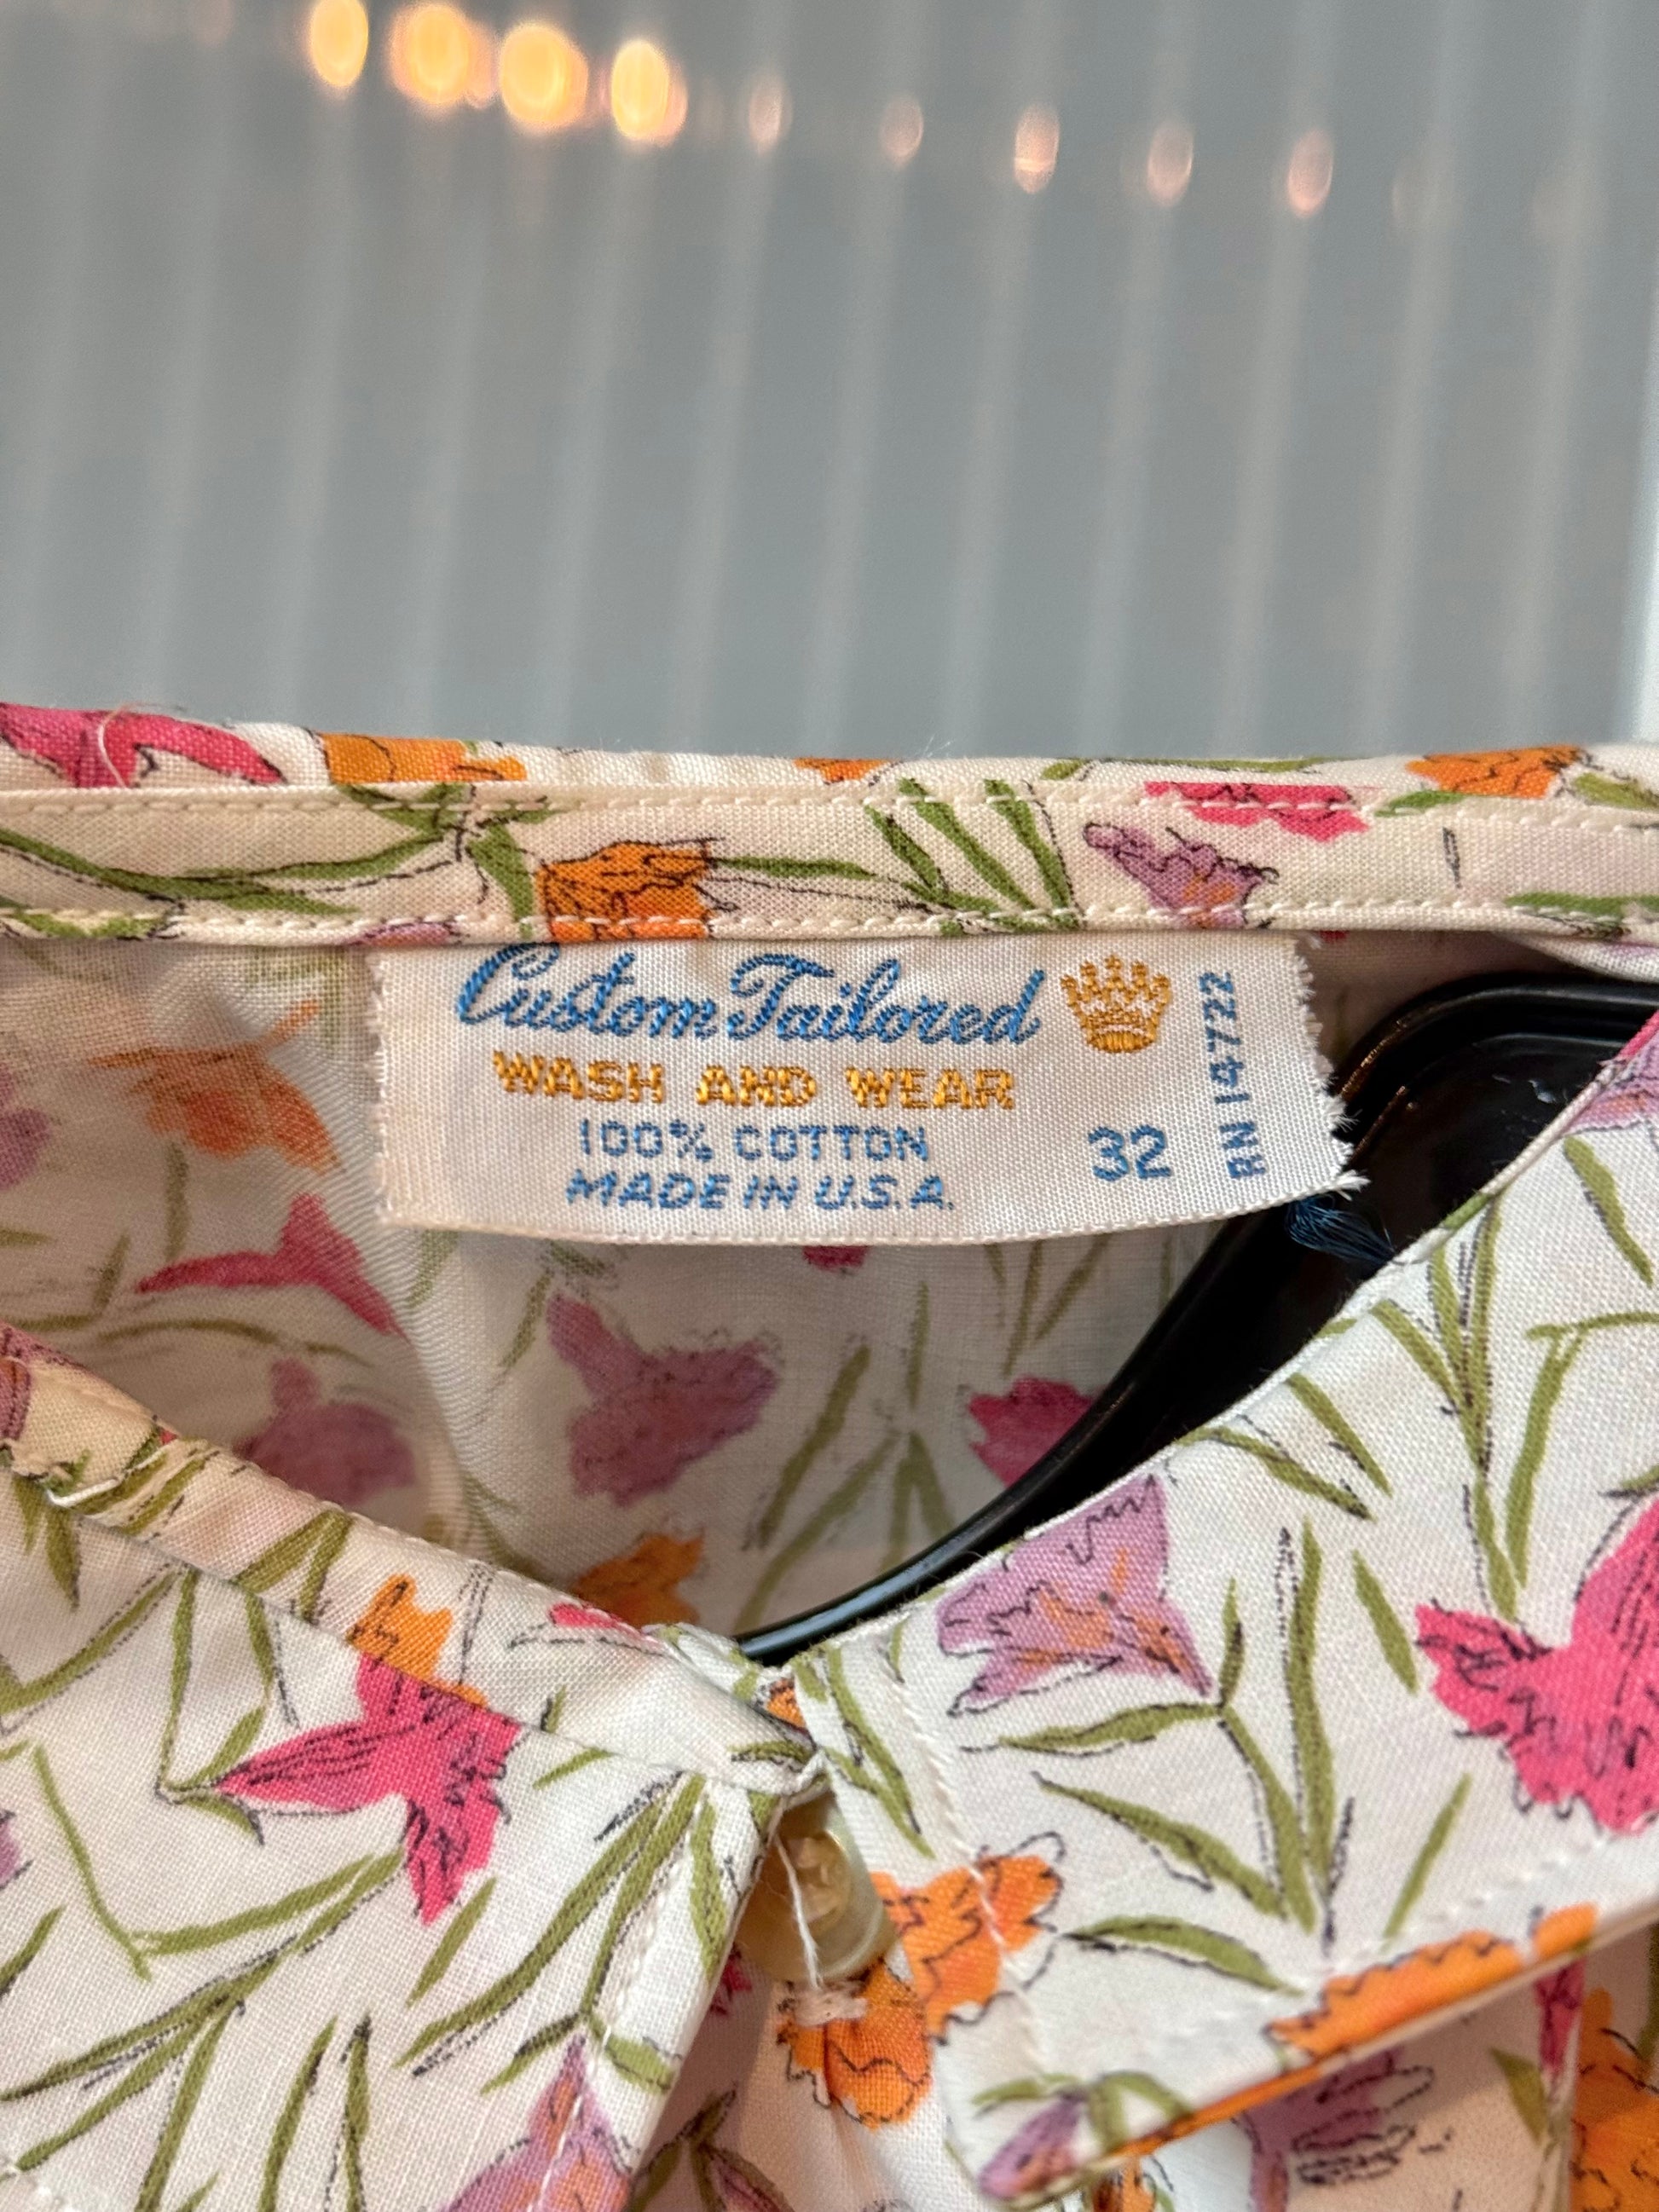 Custom Tailored
WASH AND WEAR
100% COTTON
MADE IN U.S.A.
32
RN 14722